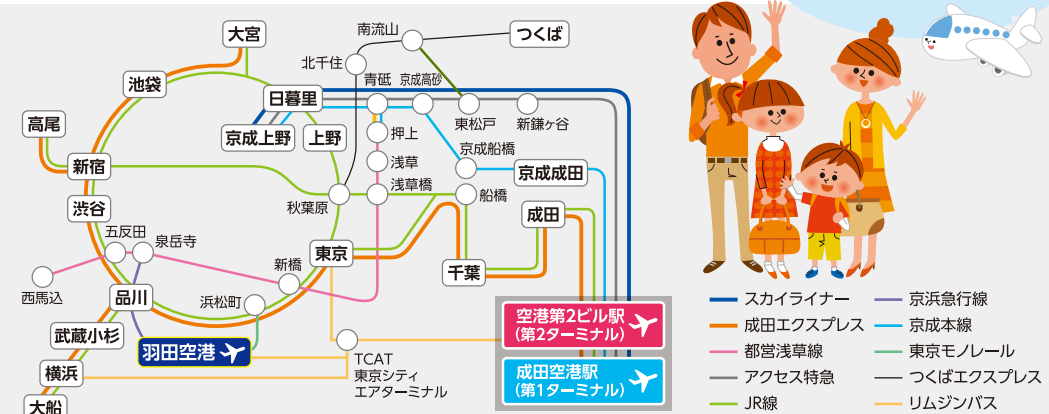 大宮
南流山
つくば
池袋
北千住
青砥
京成高砂
日暮里
高尾
京成上野
上野
押上
東松戸
新鎌ヶ谷
新宿
浅草
京成船橋
京成成田
渋谷
秋葉原
浅草橋
船橋
成田
五反田
泉岳寺
東京
千葉
西馬込
新橋
品川
浜松町
武蔵小杉
羽田空港
横浜
大船
TCAT
東京シティ
エアターミナル
空港第2ビル駅
(第2ターミナル)
成田空港駅
(第1ターミナル)
スカイライナー
成田エクスプレス
都営浅草線
アクセス特急
JR線
京浜急行線
京成本線
東京モノレール
つくばエクスプレス
リムジンバス